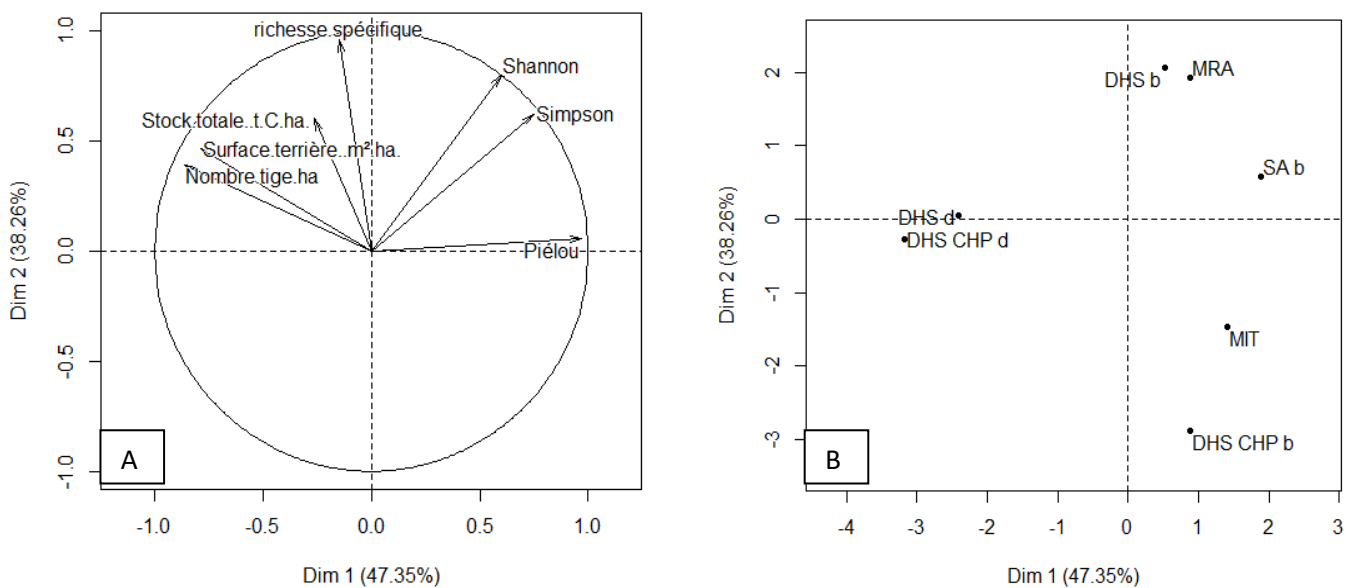 richesse.spécifique
Shannon
Simpson
Stock.totale..t.C.ha.
Surface.terrière..m².ha.
Nombre.tige.ha
Piélou
Dim 2 (38.26%)
1.0
0.5
0.0
-0.5
-1.0
A
-1.0 -0.5 0.0 0.5 1.0
Dim 1 (47.35%)
DHS b
MRA
SA b
DHS d
DHS CHP d
MIT
DHS CHP b
Dim 2 (38.26%)
2
1
0
-1
-2
-3
B
-4 -3 -2 -1 0 1 2 3
Dim 1 (47.35%)